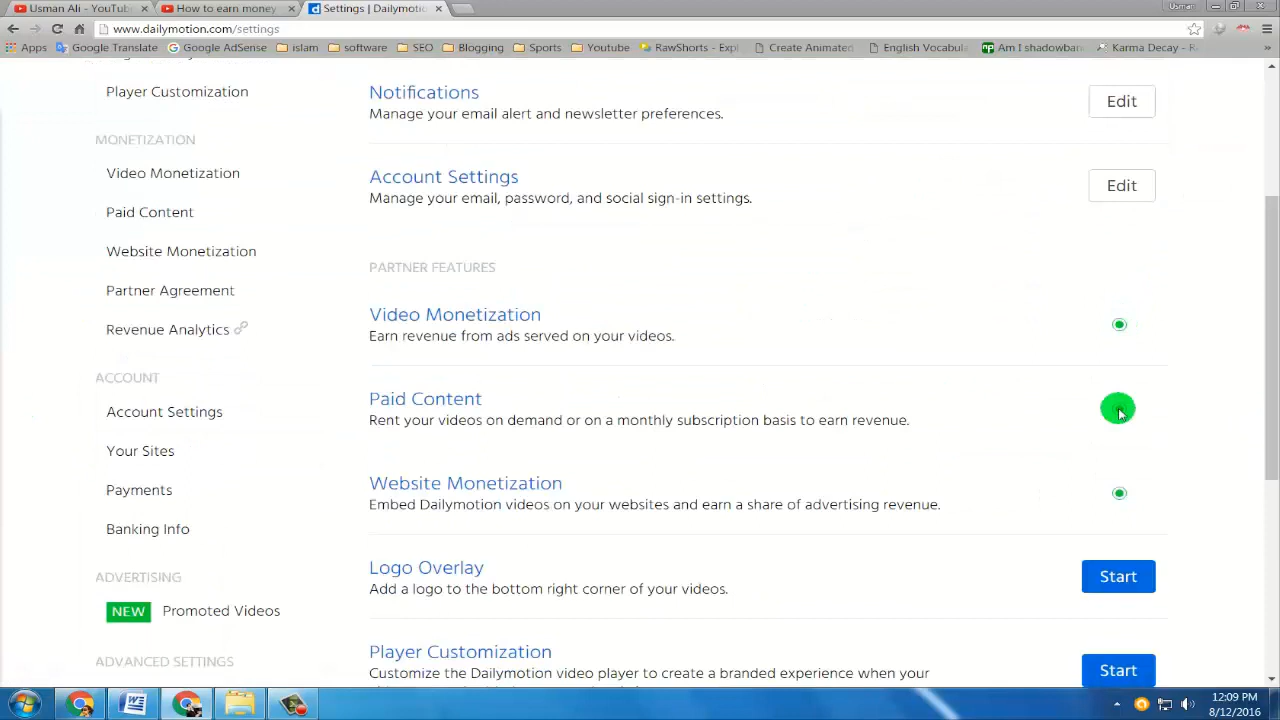 Usman Ali - YouTub
How to earn money
Settings | Dailymotion
Usman
www.dailymotion.com/settings
Apps
Google Translate
Google AdSense
islam
software
SEO
Blogging
Sports
Youtube
RawShorts - Expl
Create Animated
English Vocabula
Am I shadowban
Karma Decay - R
Player Customization
MONETIZATION
Video Monetization
Paid Content
Website Monetization
Partner Agreement
Revenue Analytics
ACCOUNT
Account Settings
Your Sites
Payments
Banking Info
ADVERTISING
NEW Promoted Videos
ADVANCED SETTINGS
Notifications
Manage your email alert and newsletter preferences.
Edit
Account Settings
Manage your email, password, and social sign-in settings.
Edit
PARTNER FEATURES
Video Monetization
Earn revenue from ads served on your videos.
Paid Content
Rent your videos on demand or on a monthly subscription basis to earn revenue.
Website Monetization
Embed Dailymotion videos on your websites and earn a share of advertising revenue.
Logo Overlay
Add a logo to the bottom right corner of your videos.
Start
Player Customization
Customize the Dailymotion video player to create a branded experience when your
Start
12:09 PM
8/12/2016